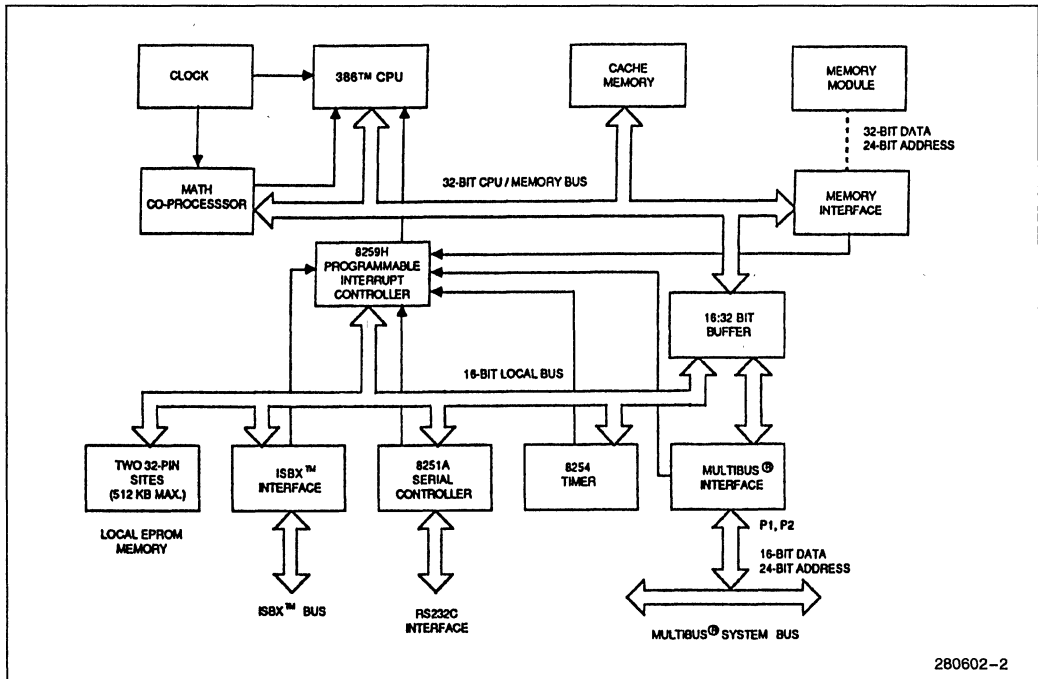 CLOCK
386™ CPU
CACHE
MEMORY
MEMORY
MODULE
32-BIT DATA
24-BIT ADDRESS
MATH
CO-PROCESSSOR
32-BIT CPU / MEMORY BUS
MEMORY
INTERFACE
8259H
PROGRAMMABLE
INTERRUPT
CONTROLLER
16:32 BIT
BUFFER
16-BIT LOCAL BUS
TWO 32-PIN
SITES
(512 KB MAX.)
LOCAL EPROM
MEMORY
ISBX™
INTERFACE
8251A
SERIAL
CONTROLLER
8254
TIMER
MULTIBUS®
INTERFACE
P1, P2
16-BIT DATA
24-BIT ADDRESS
ISBX™ BUS
RS232C
INTERFACE
MULTIBUS® SYSTEM BUS
280602-2